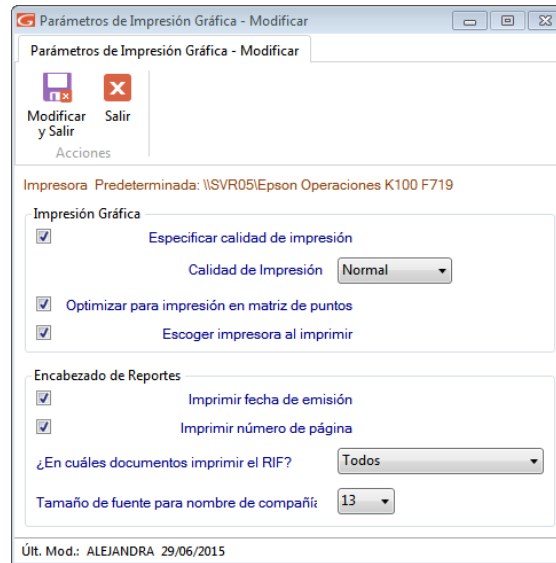 Parámetros de Impresión Gráfica - Modificar
Parámetros de Impresión Gráfica - Modificar
Modificar y Salir
Salir
Acciones
Impresora Predeterminada: \\SVR05\Epson Operaciones K100 F719
Impresión Gráfica
Especificar calidad de impresión
Calidad de Impresión Normal
Optimizar para impresión en matriz de puntos
Escoger impresora al imprimir
Encabezado de Reportes
Imprimir fecha de emisión
Imprimir número de página
¿En cuáles documentos imprimir el RIF? Todos
Tamaño de fuente para nombre de compañía 13
Últ. Mod.: ALEJANDRA 29/06/2015